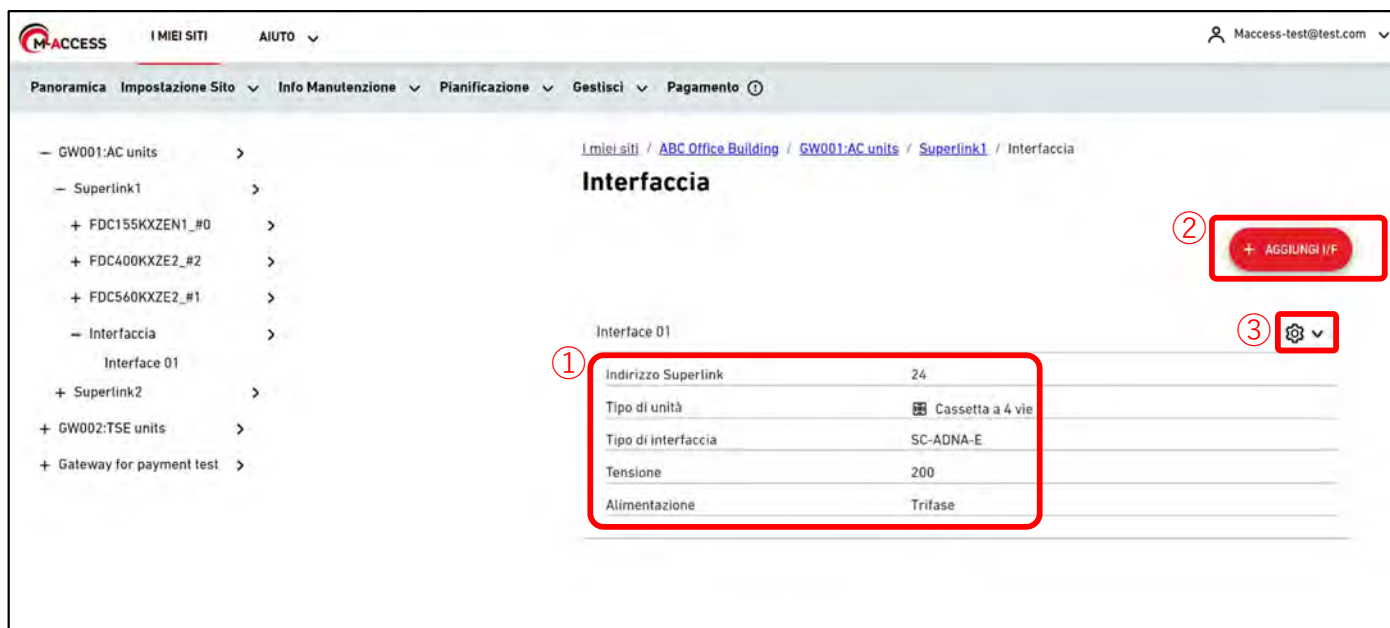 M-ACCESS I MIEI SITI AIUTO Maccess-test@test.com
Panoramica Impostazione Sito Info Manutenzione Pianificazione Gestisci Pagamento
− GW001:AC units
− Superlink1
+ FDC155KXZEN1_#0
+ FDC400KXZE2_#2
+ FDC560KXZE2_#1
− Interfaccia
Interface 01
+ Superlink2
+ GW002:TSE units
+ Gateway for payment test
I miei siti / ABC Office Building / GW001:AC units / Superlink1 / Interfaccia
Interfaccia
②
+ AGGIUNGI I/F
Interface 01
③
①
Indirizzo Superlink 24
Tipo di unità Cassetta a 4 vie
Tipo di interfaccia SC-ADNA-E
Tensione 200
Alimentazione Trifase